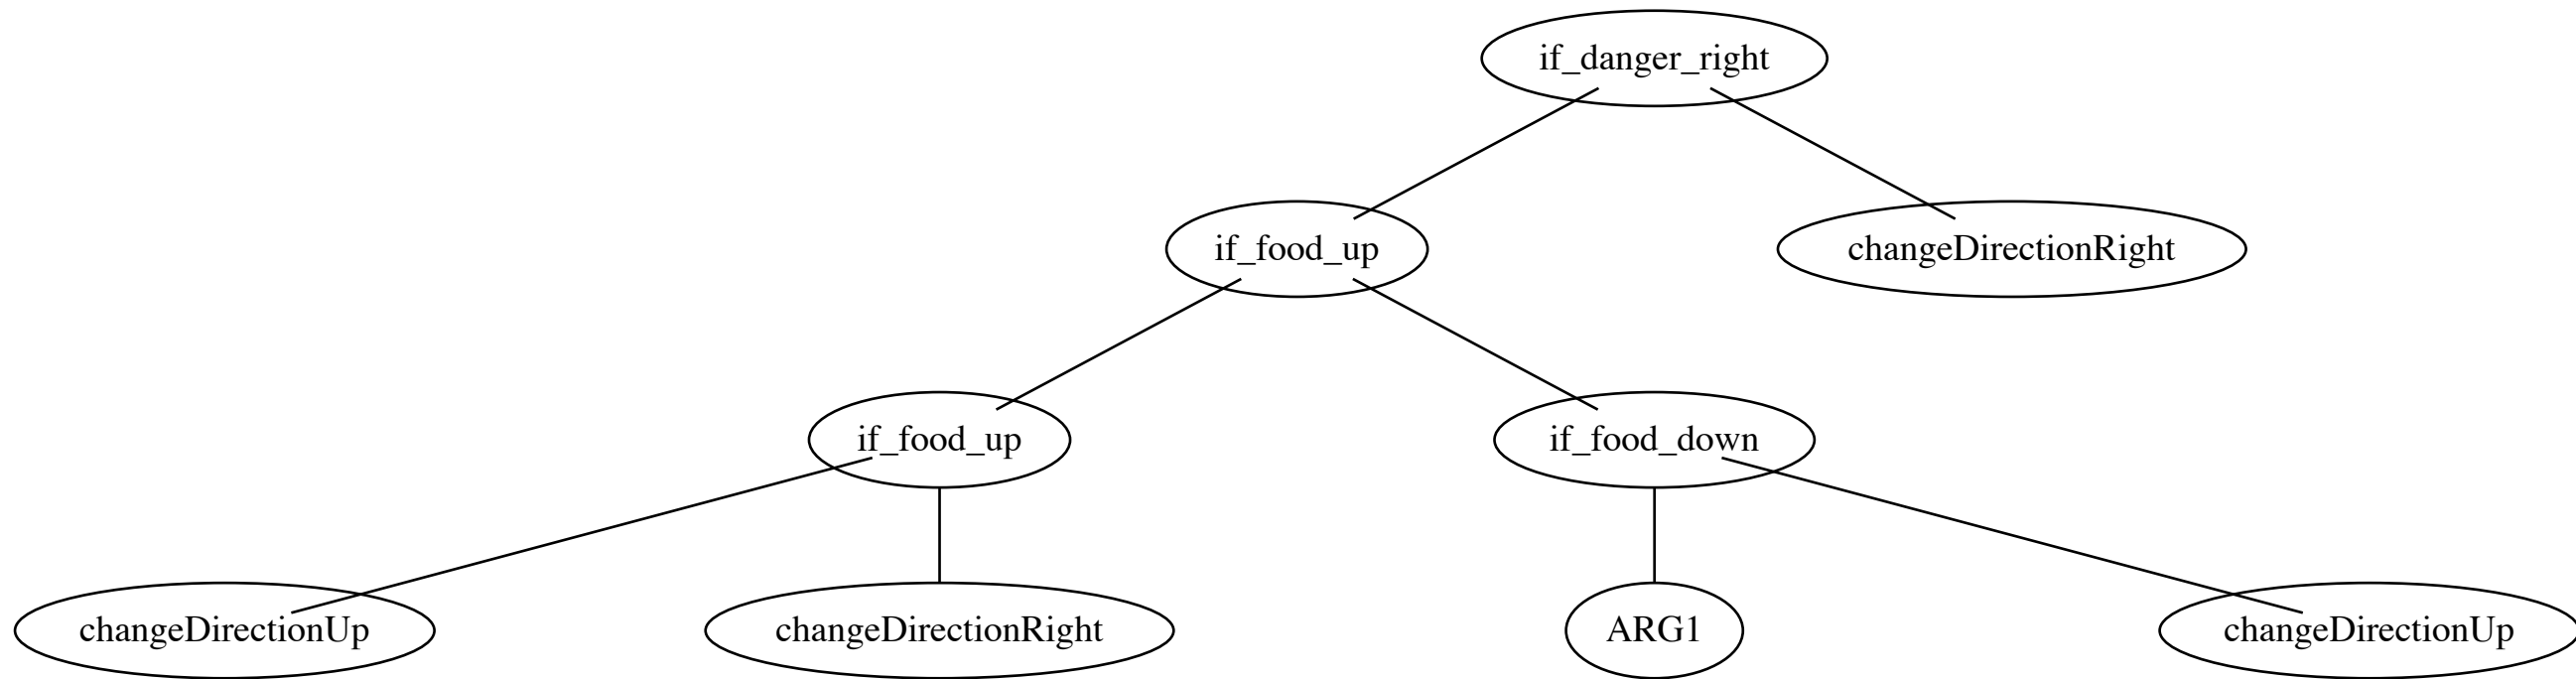 if_danger_right
if_food_up
changeDirectionRight
if_food_up
if_food_down
changeDirectionUp
changeDirectionRight
ARG1
changeDirectionUp